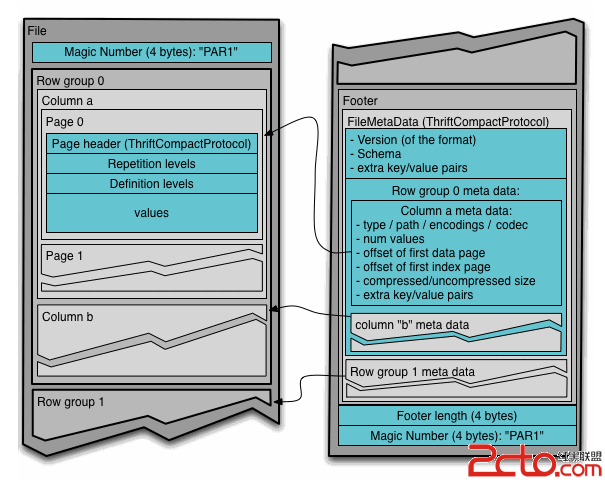 File
Magic Number (4 bytes): "PAR1"
Row group 0
Column a
Page 0
Page header (ThriftCompactProtocol)
Repetition levels
Definition levels
values
Page 1
Column b
Row group 1
Footer
FileMetaData (ThriftCompactProtocol)
- Version (of the format)
- Schema
- extra key/value pairs
Row group 0 meta data:
Column a meta data:
- type / path / encodings / codec
- num values
- offset of first data page
- offset of first index page
- compressed/uncompressed size
- extra key/value pairs
column "b" meta data
Row group 1 meta data
Footer length (4 bytes)
Magic Number (4 bytes): "PAR1"
2cto.com
联盟